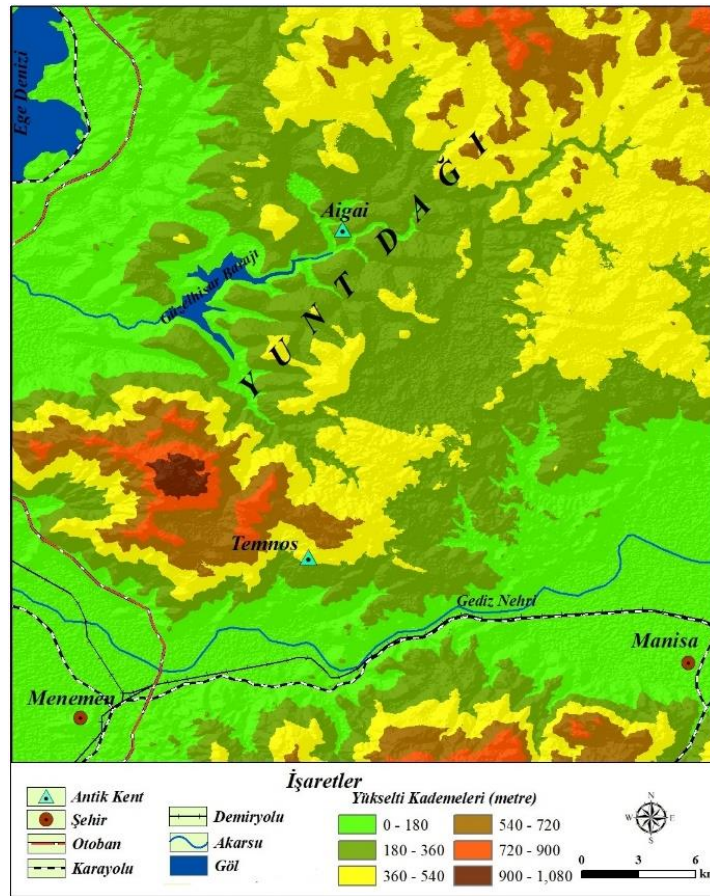 Ege Denizi
Aigai
YUNT DAĞI
Güzelhisar Barajı
Temnos
Gediz Nehri
Manisa
Menemen
İşaretler
Antik Kent
Şehir
Otoban
Karayolu
Demiryolu
Akarsu
Göl
Yükselti Kademeleri (metre)
0 - 180
180 - 360
360 - 540
540 - 720
720 - 900
900 - 1,080
N
W E
S
0 3 6
km